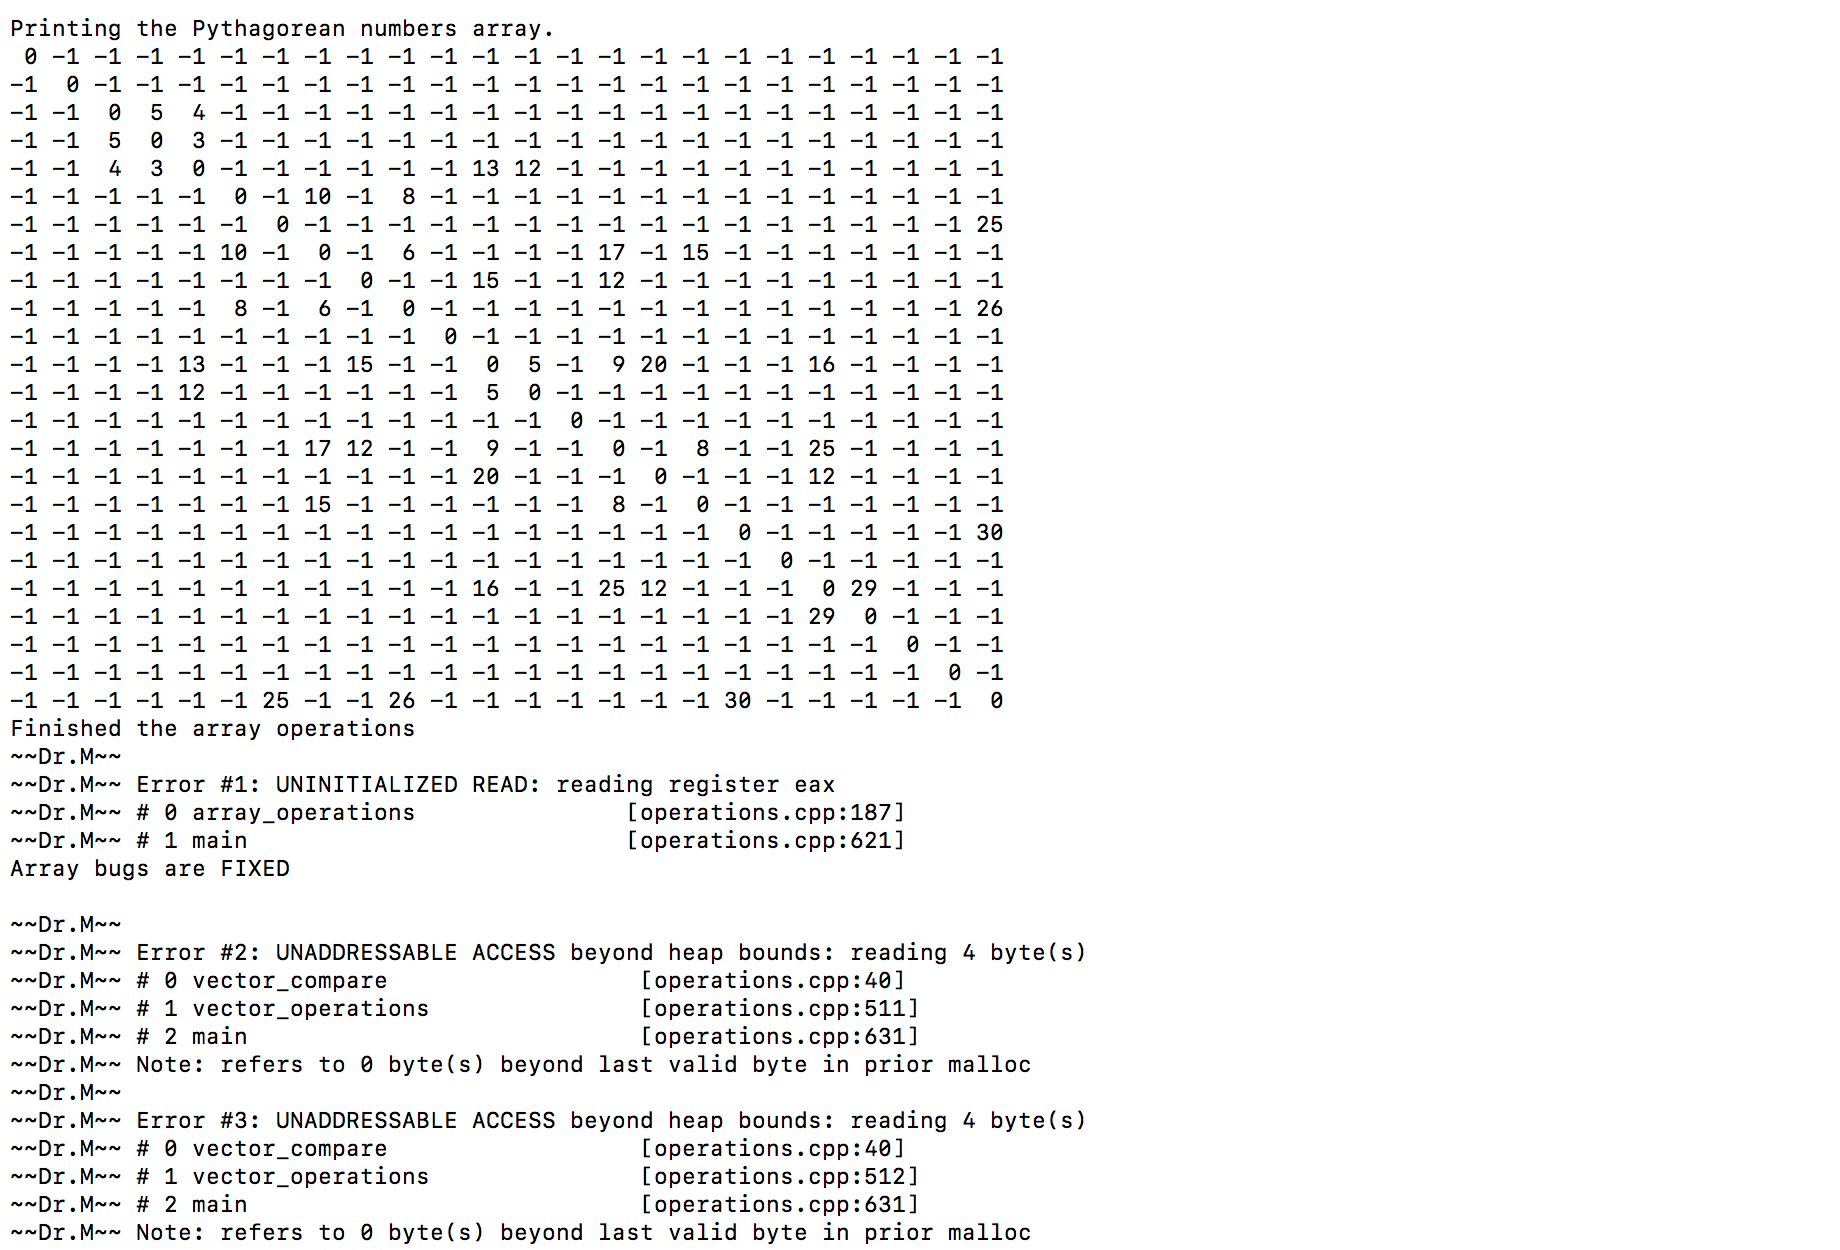 Printing the Pythagorean numbers array.
 0 -1 -1 -1 -1 -1 -1 -1 -1 -1 -1 -1 -1 -1 -1 -1 -1 -1 -1 -1 -1 -1 -1 -1
-1  0 -1 -1 -1 -1 -1 -1 -1 -1 -1 -1 -1 -1 -1 -1 -1 -1 -1 -1 -1 -1 -1 -1
-1 -1  0  5  4 -1 -1 -1 -1 -1 -1 -1 -1 -1 -1 -1 -1 -1 -1 -1 -1 -1 -1 -1
-1 -1  5  0  3 -1 -1 -1 -1 -1 -1 -1 -1 -1 -1 -1 -1 -1 -1 -1 -1 -1 -1 -1
-1 -1  4  3  0 -1 -1 -1 -1 -1 -1 13 12 -1 -1 -1 -1 -1 -1 -1 -1 -1 -1 -1
-1 -1 -1 -1 -1  0 -1 10 -1  8 -1 -1 -1 -1 -1 -1 -1 -1 -1 -1 -1 -1 -1 -1
-1 -1 -1 -1 -1 -1  0 -1 -1 -1 -1 -1 -1 -1 -1 -1 -1 -1 -1 -1 -1 -1 -1 25
-1 -1 -1 -1 -1 10 -1  0 -1  6 -1 -1 -1 -1 17 -1 15 -1 -1 -1 -1 -1 -1 -1
-1 -1 -1 -1 -1 -1 -1 -1  0 -1 -1 15 -1 -1 12 -1 -1 -1 -1 -1 -1 -1 -1 -1
-1 -1 -1 -1 -1  8 -1  6 -1  0 -1 -1 -1 -1 -1 -1 -1 -1 -1 -1 -1 -1 -1 26
-1 -1 -1 -1 -1 -1 -1 -1 -1 -1  0 -1 -1 -1 -1 -1 -1 -1 -1 -1 -1 -1 -1 -1
-1 -1 -1 -1 13 -1 -1 -1 15 -1 -1  0  5 -1  9 20 -1 -1 -1 16 -1 -1 -1 -1
-1 -1 -1 -1 12 -1 -1 -1 -1 -1 -1  5  0 -1 -1 -1 -1 -1 -1 -1 -1 -1 -1 -1
-1 -1 -1 -1 -1 -1 -1 -1 -1 -1 -1 -1 -1  0 -1 -1 -1 -1 -1 -1 -1 -1 -1 -1
-1 -1 -1 -1 -1 -1 -1 17 12 -1 -1  9 -1 -1  0 -1  8 -1 -1 25 -1 -1 -1 -1
-1 -1 -1 -1 -1 -1 -1 -1 -1 -1 -1 20 -1 -1 -1  0 -1 -1 -1 12 -1 -1 -1 -1
-1 -1 -1 -1 -1 -1 -1 15 -1 -1 -1 -1 -1 -1  8 -1  0 -1 -1 -1 -1 -1 -1 -1
-1 -1 -1 -1 -1 -1 -1 -1 -1 -1 -1 -1 -1 -1 -1 -1 -1  0 -1 -1 -1 -1 -1 30
-1 -1 -1 -1 -1 -1 -1 -1 -1 -1 -1 -1 -1 -1 -1 -1 -1 -1  0 -1 -1 -1 -1 -1
-1 -1 -1 -1 -1 -1 -1 -1 -1 -1 -1 16 -1 -1 25 12 -1 -1 -1  0 29 -1 -1 -1
-1 -1 -1 -1 -1 -1 -1 -1 -1 -1 -1 -1 -1 -1 -1 -1 -1 -1 -1 29  0 -1 -1 -1
-1 -1 -1 -1 -1 -1 -1 -1 -1 -1 -1 -1 -1 -1 -1 -1 -1 -1 -1 -1 -1  0 -1 -1
-1 -1 -1 -1 -1 -1 -1 -1 -1 -1 -1 -1 -1 -1 -1 -1 -1 -1 -1 -1 -1 -1  0 -1
-1 -1 -1 -1 -1 -1 25 -1 -1 26 -1 -1 -1 -1 -1 -1 -1 30 -1 -1 -1 -1 -1  0
Finished the array operations
~~Dr.M~~
~~Dr.M~~ Error #1: UNINITIALIZED READ: reading register eax
~~Dr.M~~ # 0 array_operations               [operations.cpp:187]
~~Dr.M~~ # 1 main                           [operations.cpp:621]
Array bugs are FIXED

~~Dr.M~~
~~Dr.M~~ Error #2: UNADDRESSABLE ACCESS beyond heap bounds: reading 4 byte(s)
~~Dr.M~~ # 0 vector_compare                  [operations.cpp:40]
~~Dr.M~~ # 1 vector_operations               [operations.cpp:511]
~~Dr.M~~ # 2 main                            [operations.cpp:631]
~~Dr.M~~ Note: refers to 0 byte(s) beyond last valid byte in prior malloc
~~Dr.M~~
~~Dr.M~~ Error #3: UNADDRESSABLE ACCESS beyond heap bounds: reading 4 byte(s)
~~Dr.M~~ # 0 vector_compare                  [operations.cpp:40]
~~Dr.M~~ # 1 vector_operations               [operations.cpp:512]
~~Dr.M~~ # 2 main                            [operations.cpp:631]
~~Dr.M~~ Note: refers to 0 byte(s) beyond last valid byte in prior malloc